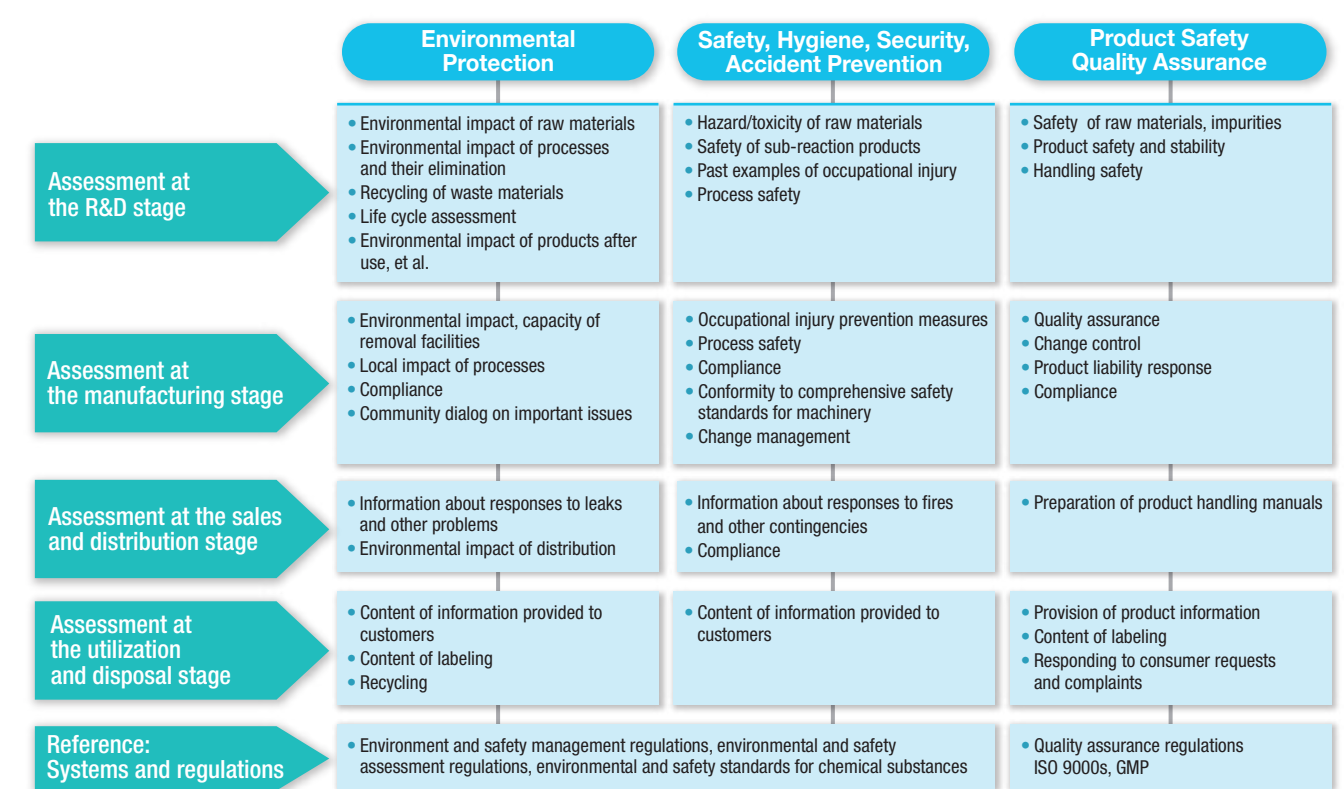 Environmental
Protection
Safety, Hygiene, Security,
Accident Prevention
Product Safety
Quality Assurance
Assessment at
the R&D stage
• Environmental impact of raw materials
• Environmental impact of processes
and their elimination
• Recycling of waste materials
• Life cycle assessment
• Environmental impact of products after
use, et al.
• Hazard/toxicity of raw materials
• Safety of sub-reaction products
• Past examples of occupational injury
• Process safety
• Safety of raw materials, impurities
• Product safety and stability
• Handling safety
Assessment at
the manufacturing stage
• Environmental impact, capacity of
removal facilities
• Local impact of processes
• Compliance
• Community dialog on important issues
• Occupational injury prevention measures
• Process safety
• Compliance
• Conformity to comprehensive safety
standards for machinery
• Change management
• Quality assurance
• Change control
• Product liability response
• Compliance
Assessment at the sales
and distribution stage
• Information about responses to leaks
and other problems
• Environmental impact of distribution
• Information about responses to fires
and other contingencies
• Compliance
• Preparation of product handling manuals
Assessment at
the utilization
and disposal stage
• Content of information provided to
customers
• Content of labeling
• Recycling
• Content of information provided to
customers
• Provision of product information
• Content of labeling
• Responding to consumer requests
and complaints
Reference:
Systems and regulations
• Environment and safety management regulations, environmental and safety
assessment regulations, environmental and safety standards for chemical substances
• Quality assurance regulations
ISO 9000s, GMP